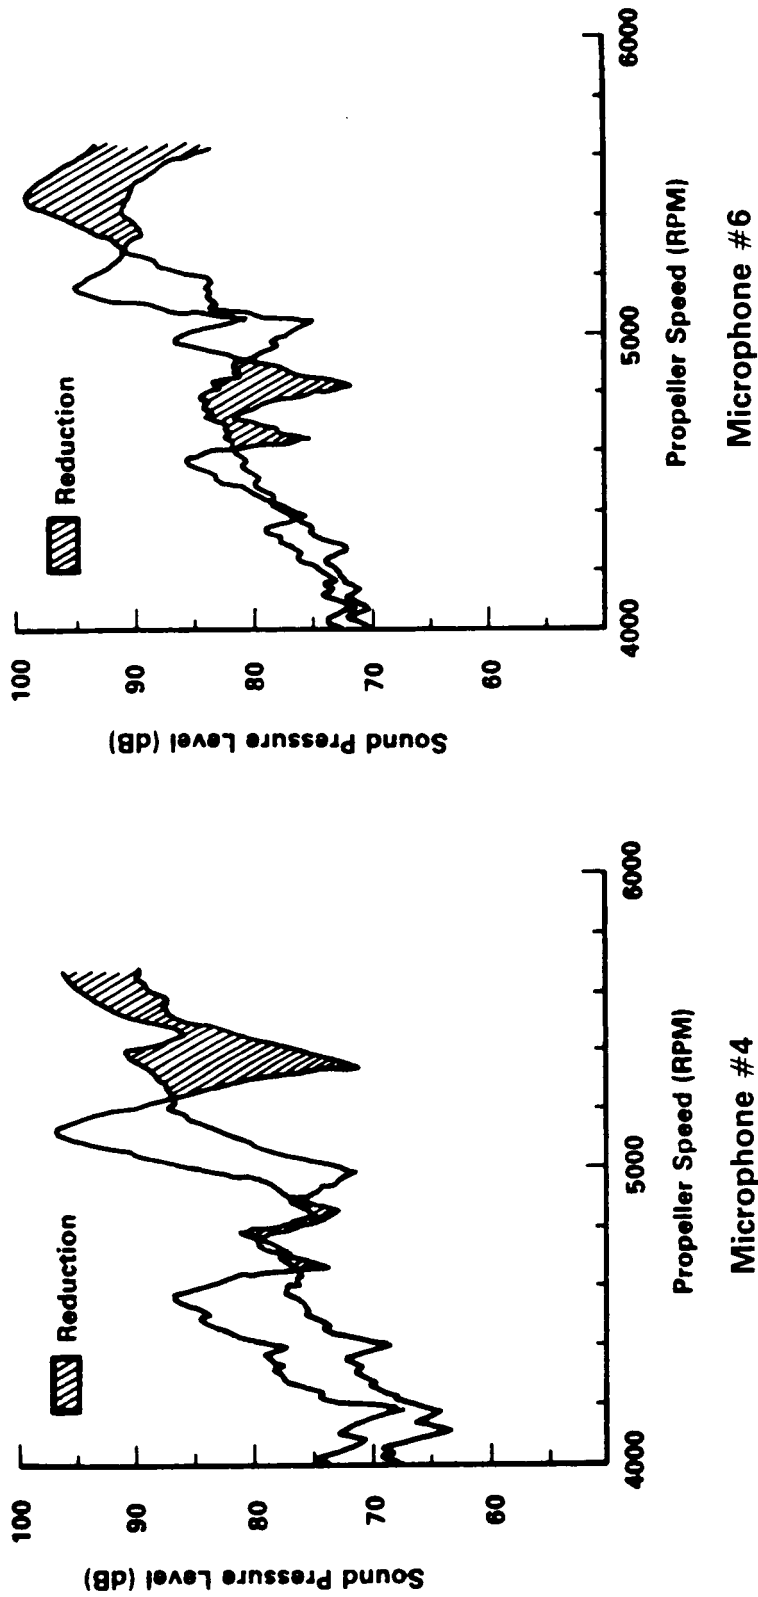 Sound Pressure Level (dB)
100
90
80
70
60
Reduction
4000
5000
6000
Propeller Speed (RPM)
Microphone #4
Sound Pressure Level (dB)
100
90
80
70
60
Reduction
4000
5000
6000
Propeller Speed (RPM)
Microphone #6